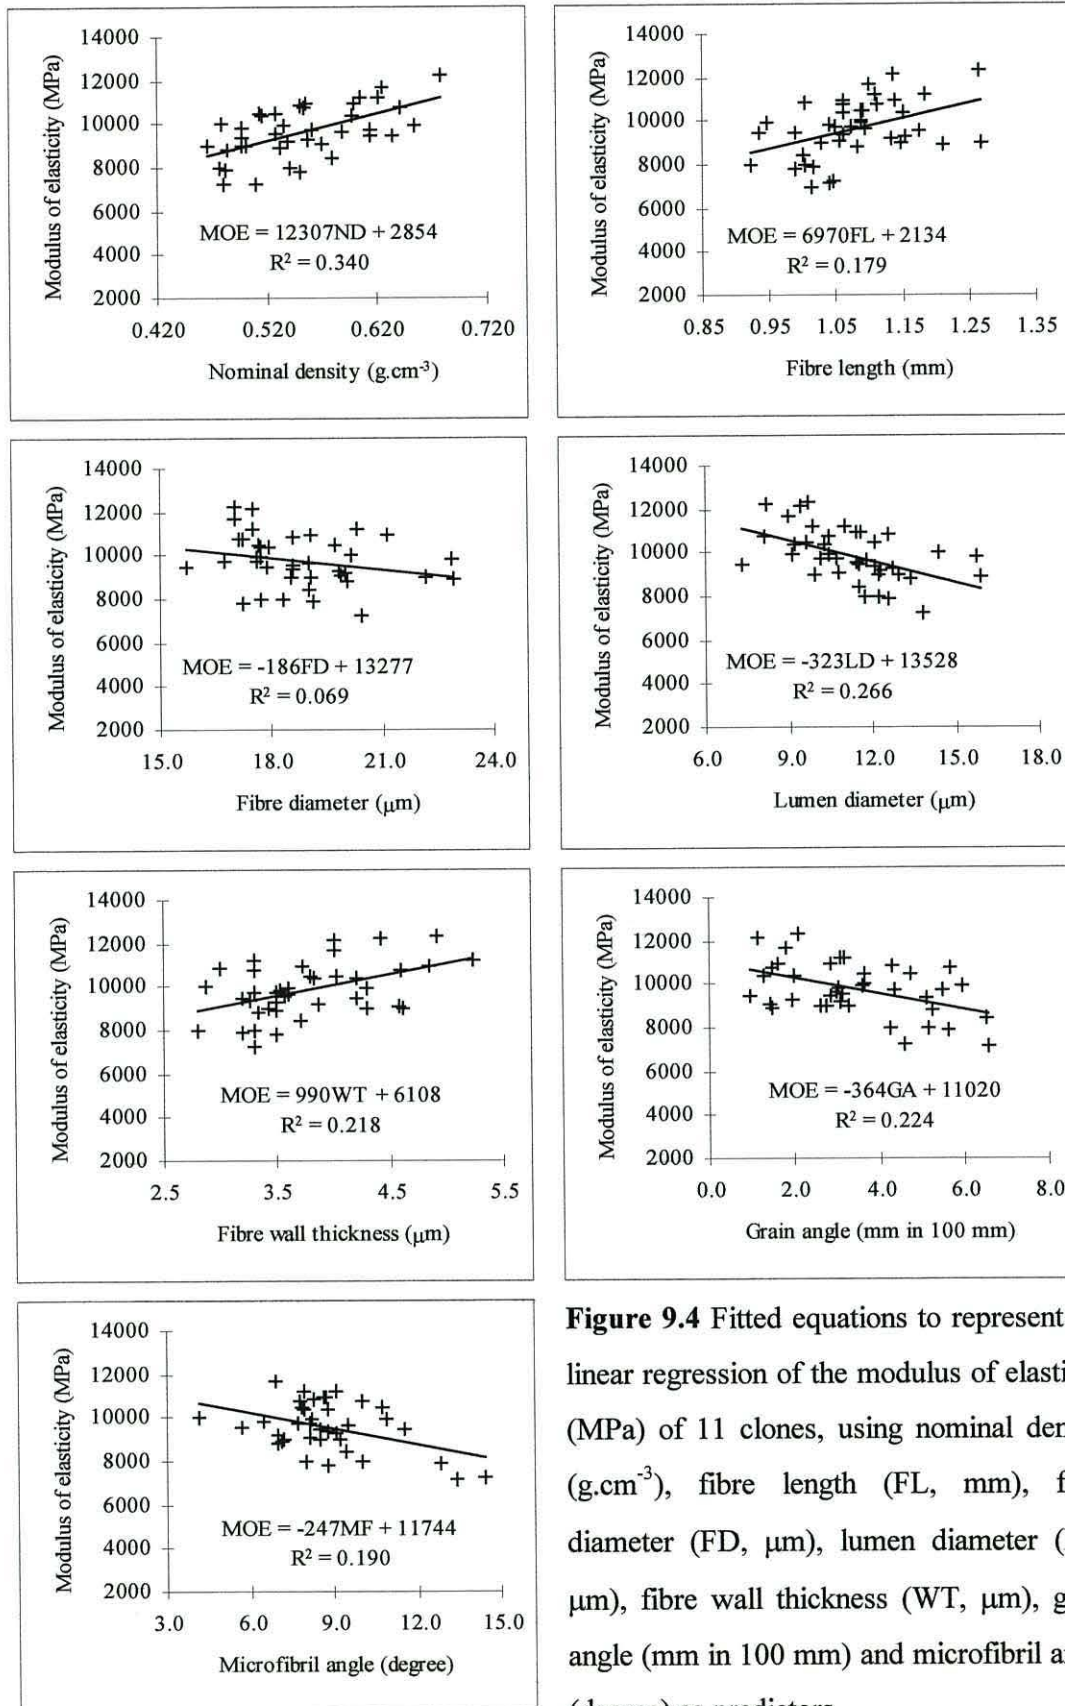 14000
12000
10000
8000
6000
4000
2000
Modulus of elasticity (MPa)
MOE = 12307ND + 2854
R² = 0.340
0.420 0.520 0.620 0.720
Nominal density (g.cm⁻³)
14000
12000
10000
8000
6000
4000
2000
Modulus of elasticity (MPa)
MOE = 6970FL + 2134
R² = 0.179
0.85 0.95 1.05 1.15 1.25 1.35
Fibre length (mm)
14000
12000
10000
8000
6000
4000
2000
Modulus of elasticity (MPa)
MOE = -186FD + 13277
R² = 0.069
15.0 18.0 21.0 24.0
Fibre diameter (μm)
14000
12000
10000
8000
6000
4000
2000
Modulus of elasticity (MPa)
MOE = -323LD + 13528
R² = 0.266
6.0 9.0 12.0 15.0 18.0
Lumen diameter (μm)
14000
12000
10000
8000
6000
4000
2000
Modulus of elasticity (MPa)
MOE = 990WT + 6108
R² = 0.218
2.5 3.5 4.5 5.5
Fibre wall thickness (μm)
14000
12000
10000
8000
6000
4000
2000
Modulus of elasticity (MPa)
MOE = -364GA + 11020
R² = 0.224
0.0 2.0 4.0 6.0 8.0
Grain angle (mm in 100 mm)
14000
12000
10000
8000
6000
4000
2000
Modulus of elasticity (MPa)
MOE = -247MF + 11744
R² = 0.190
3.0 6.0 9.0 12.0 15.0
Microfibril angle (degree)
Figure 9.4 Fitted equations to represent
linear regression of the modulus of elasti
(MPa) of 11 clones, using nominal den
(g.cm⁻³), fibre length (FL, mm), f
diameter (FD, μm), lumen diameter (
μm), fibre wall thickness (WT, μm), g
angle (mm in 100 mm) and microfibril a
as predictors